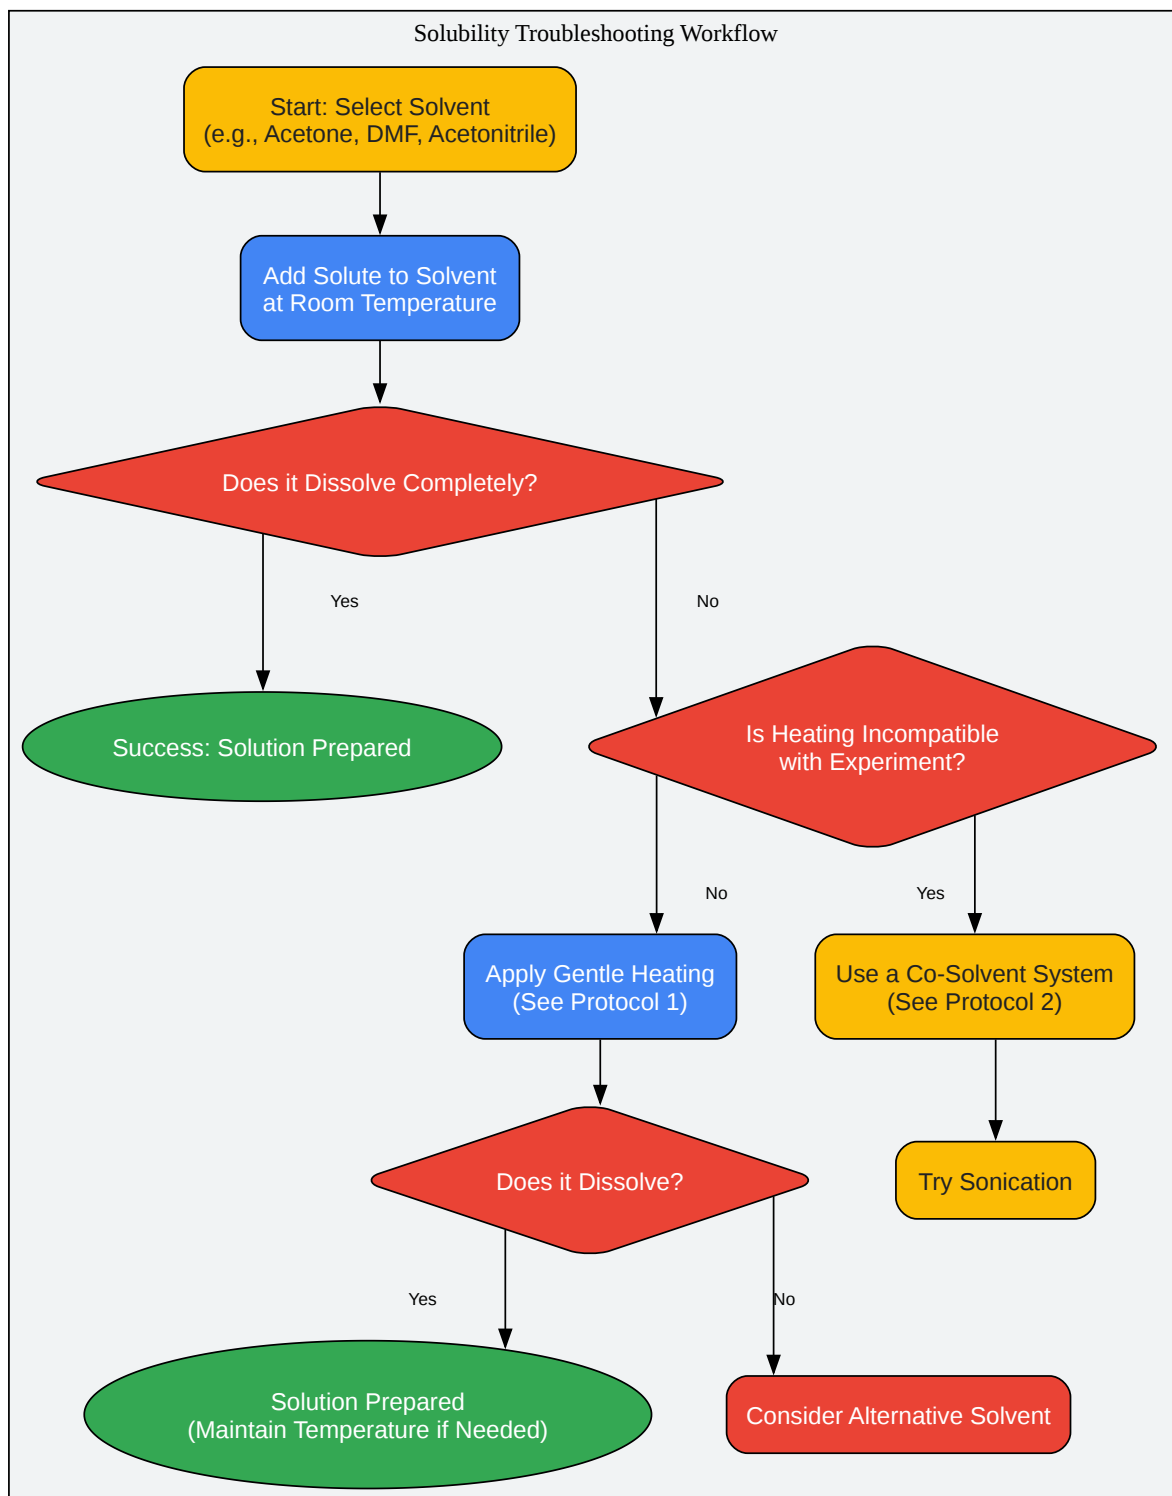 Solubility Troubleshooting Workflow
Start: Select Solvent
(e.g., Acetone, DMF, Acetonitrile)
Add Solute to Solvent
at Room Temperature
Does it Dissolve Completely?
Yes
No
Success: Solution Prepared
Is Heating Incompatible
with Experiment?
No
Yes
Apply Gentle Heating
(See Protocol 1)
Use a Co-Solvent System
(See Protocol 2)
Does it Dissolve?
Try Sonication
Yes
No
Solution Prepared
(Maintain Temperature if Needed)
Consider Alternative Solvent